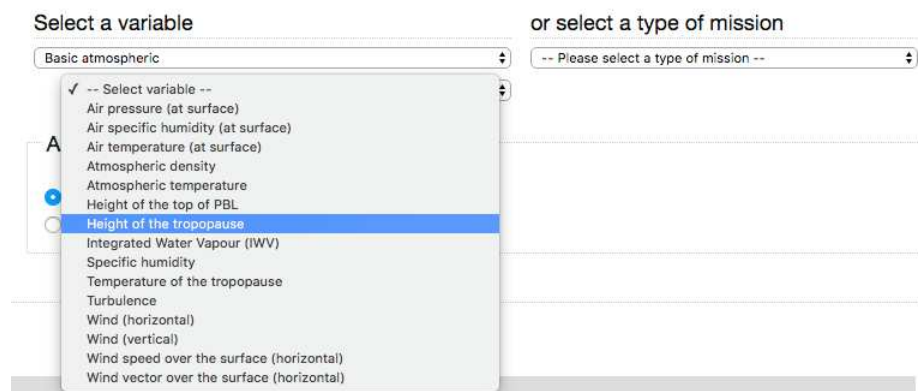 Select a variable
or select a type of mission
Basic atmospheric
-- Please select a type of mission --
✓ -- Select variable --
Air pressure (at surface)
Air specific humidity (at surface)
Air temperature (at surface)
Atmospheric density
Atmospheric temperature
Height of the top of PBL
Height of the tropopause
Integrated Water Vapour (IWV)
Specific humidity
Temperature of the tropopause
Turbulence
Wind (horizontal)
Wind (vertical)
Wind speed over the surface (horizontal)
Wind vector over the surface (horizontal)
A